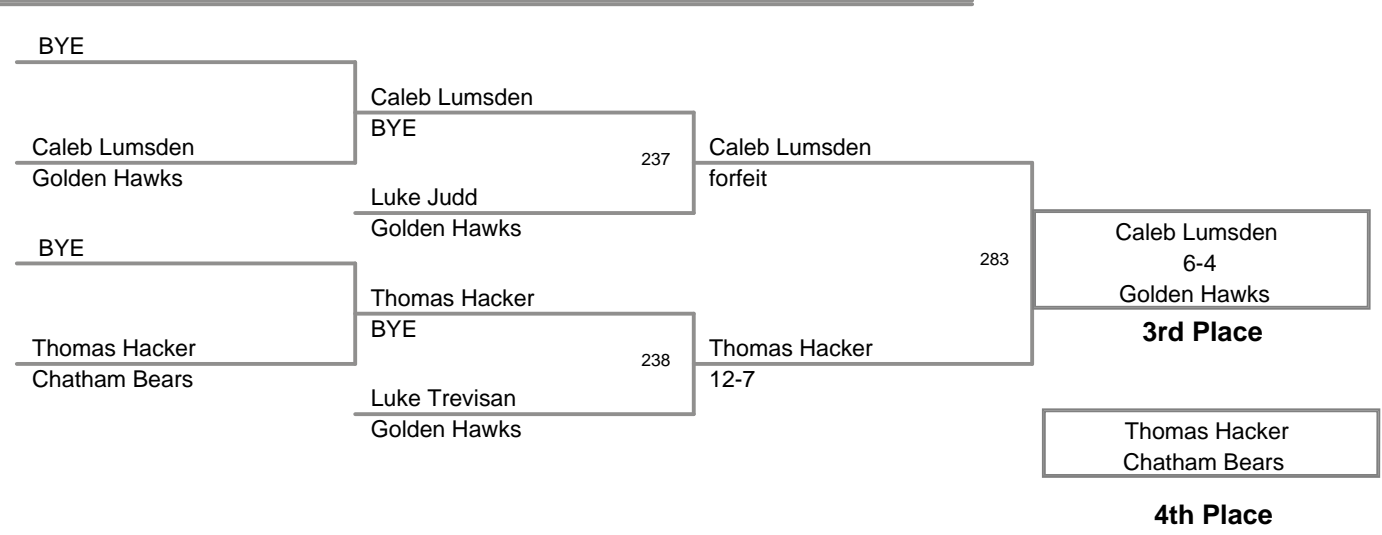 BYE
Caleb Lumsden
Golden Hawks
BYE
Thomas Hacker
Chatham Bears
Caleb Lumsden
BYE
237
Luke Judd
Golden Hawks
Thomas Hacker
BYE
238
Luke Trevisan
Golden Hawks
Caleb Lumsden
forfeit
283
Thomas Hacker
12-7
Caleb Lumsden
6-4
Golden Hawks
3rd Place
Thomas Hacker
Chatham Bears
4th Place